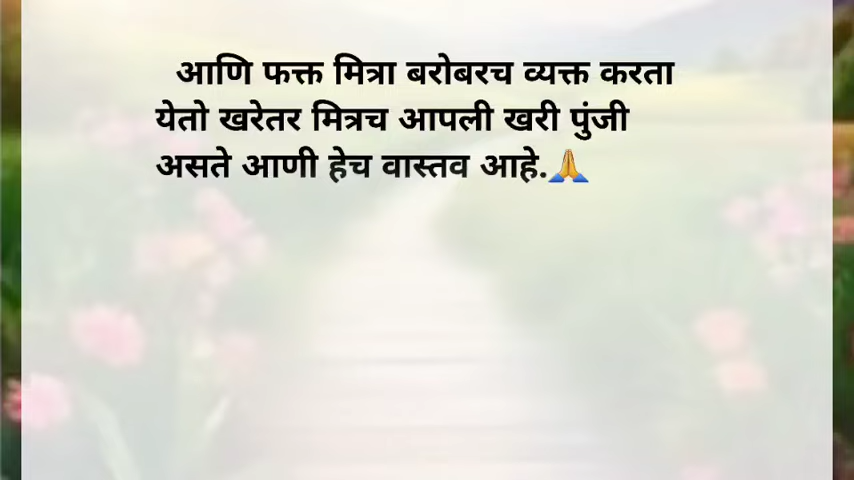 आणि फक्त मित्रा बरोबरच व्यक्त करता
येतो खरेतर मित्रच आपली खरी पुंजी
असते आणी हेच वास्तव आहे.🙏